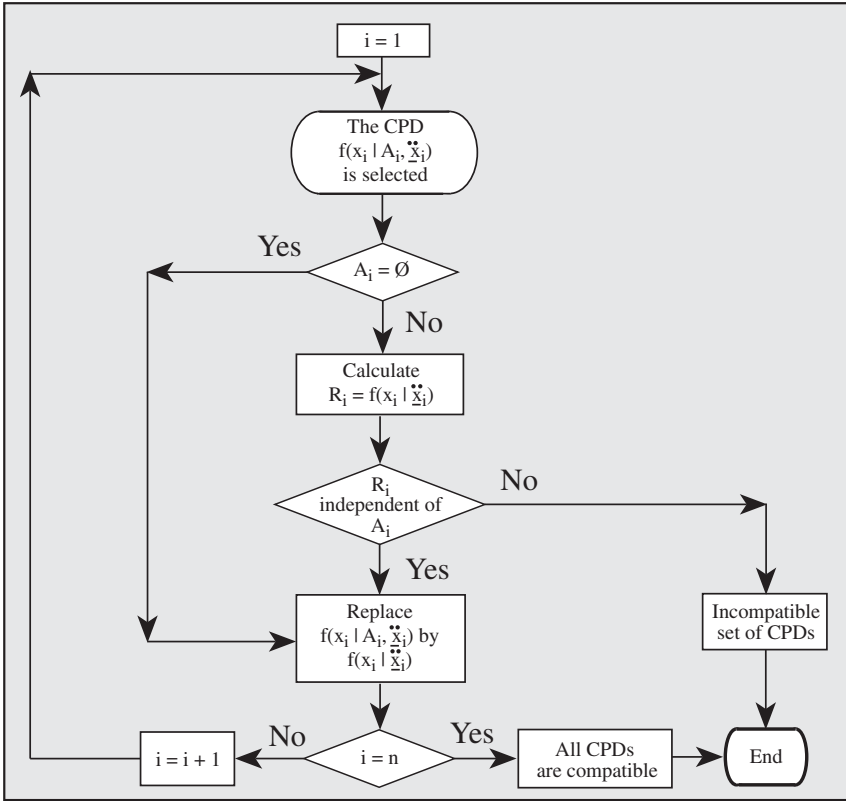 i = 1
The CPD
f(x_i | A_i, ẍ̲_i)
is selected
Yes
A_i = Ø
No
Calculate
R_i = f(x_i | ẍ̲_i)
R_i
independent of
A_i
No
Yes
Replace
f(x_i | A_i, ẍ̲_i) by
f(x_i | ẍ̲_i)
Incompatible
set of CPDs
i = i + 1
No
i = n
Yes
All CPDs
are compatible
End